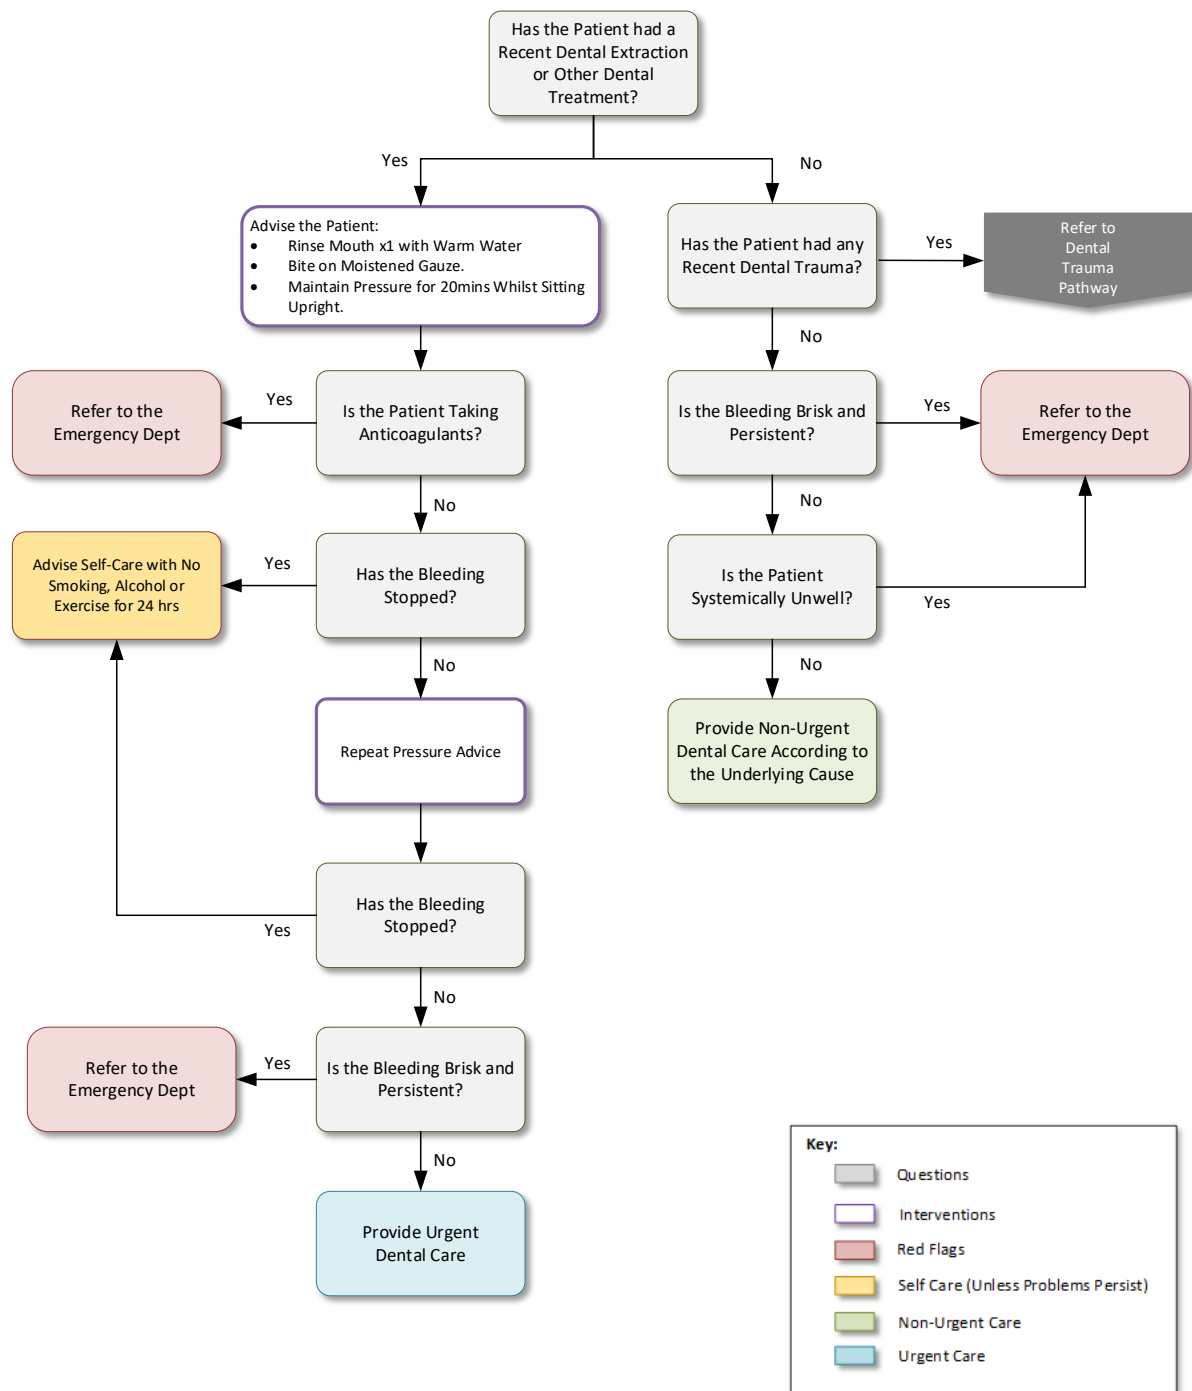 Has the Patient had a
Recent Dental Extraction
or Other Dental
Treatment?
Yes
No
Advise the Patient:
• Rinse Mouth x1 with Warm Water
• Bite on Moistened Gauze.
• Maintain Pressure for 20mins Whilst Sitting
Upright.
Has the Patient had any
Recent Dental Trauma?
Yes
Refer to
Dental
Trauma
Pathway
No
Refer to the
Emergency Dept
Yes
Is the Patient Taking
Anticoagulants?
Is the Bleeding Brisk and
Persistent?
Yes
Refer to the
Emergency Dept
No
No
Advise Self-Care with No
Smoking, Alcohol or
Exercise for 24 hrs
Yes
Has the Bleeding
Stopped?
Is the Patient
Systemically Unwell?
Yes
No
No
Repeat Pressure Advice
Provide Non-Urgent
Dental Care According to
the Underlying Cause
Has the Bleeding
Stopped?
Yes
No
Refer to the
Emergency Dept
Yes
Is the Bleeding Brisk and
Persistent?
No
Provide Urgent
Dental Care
Key:
Questions
Interventions
Red Flags
Self Care (Unless Problems Persist)
Non-Urgent Care
Urgent Care